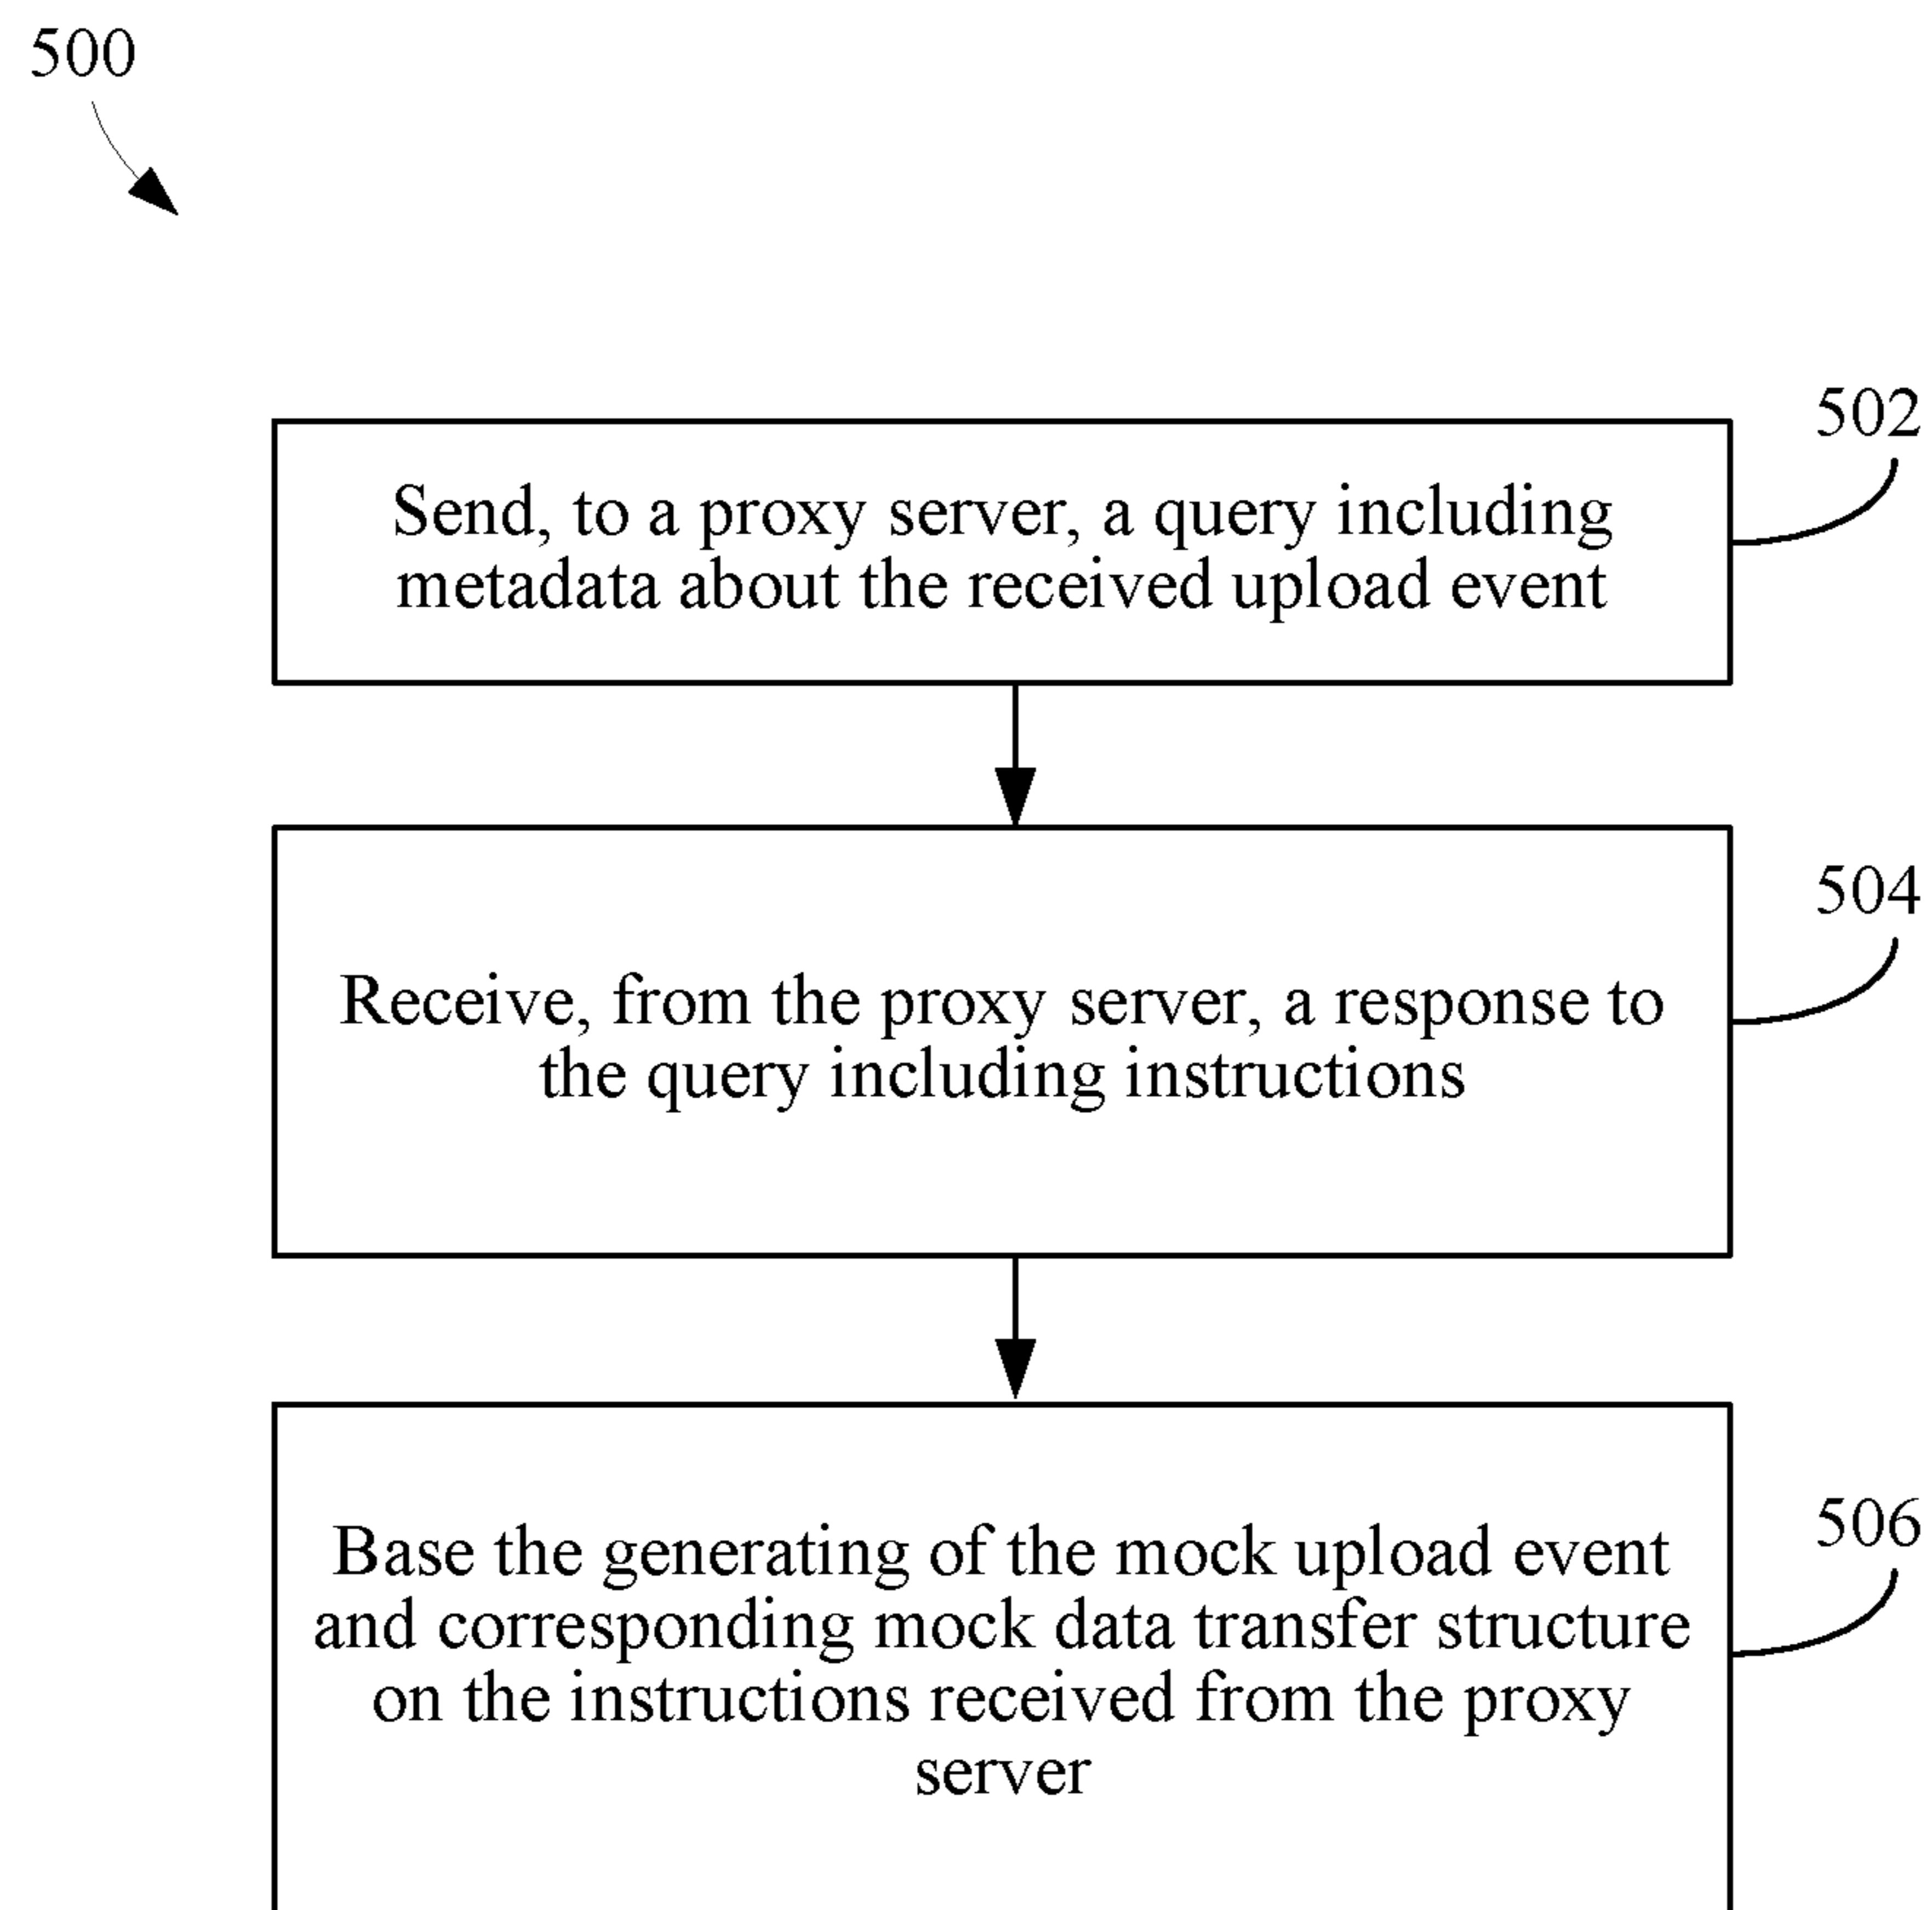 500
502
Send, to a proxy server, a query including
metadata about the received upload event
504
Receive, from the proxy server, a response to
the query including instructions
506
Base the generating of the mock upload event
and corresponding mock data transfer structure
on the instructions received from the proxy
server